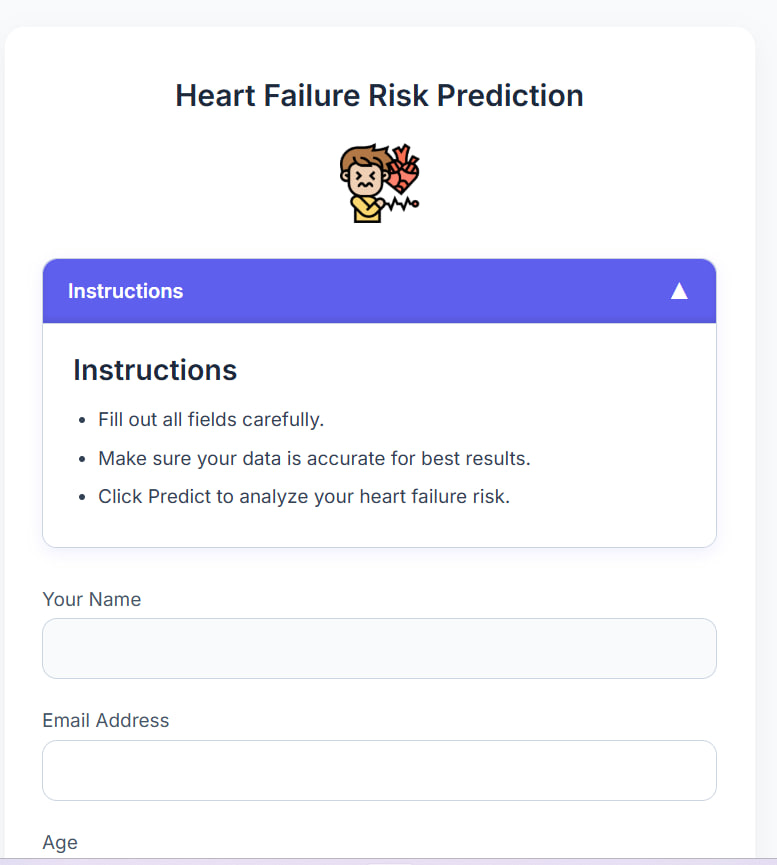 Heart Failure Risk Prediction
Instructions ▲
Instructions
• Fill out all fields carefully.
• Make sure your data is accurate for best results.
• Click Predict to analyze your heart failure risk.
Your Name
Email Address
Age